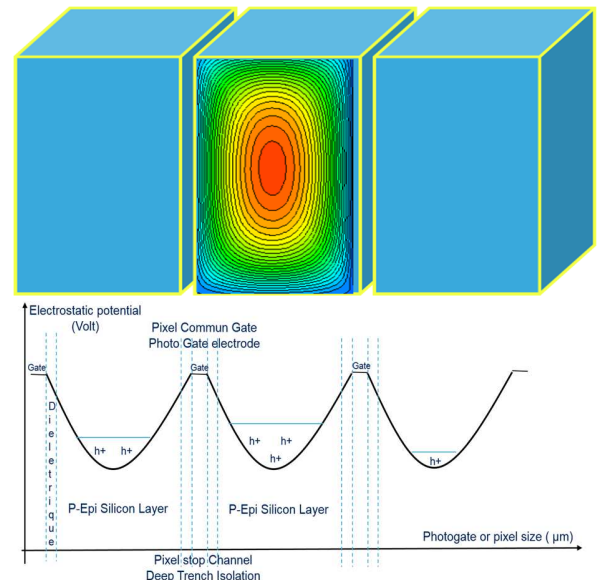 Electrostatic potential
(Volt)
Pixel Commun Gate
Photo Gate electrode
Gate
Gate
Gate
Dielectrique
h+ h+
h+ h+
h+
h+
P-Epi Silicon Layer
P-Epi Silicon Layer
Photogate or pixel size ( µm)
Pixel stop Channel
Deep Trench Isolation